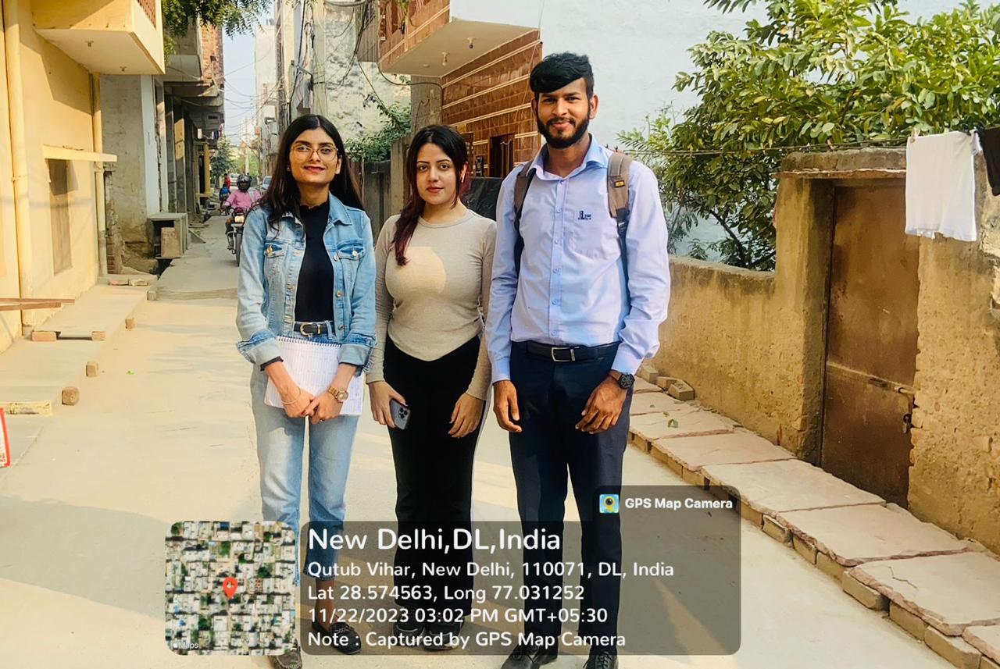 GPS Map Camera
New Delhi,DL,India
Qutub Vihar, New Delhi, 110071, DL, India
Lat 28.574563, Long 77.031252
11/22/2023 03:02 PM GMT+05:30
Note : Captured by GPS Map Camera
Maps